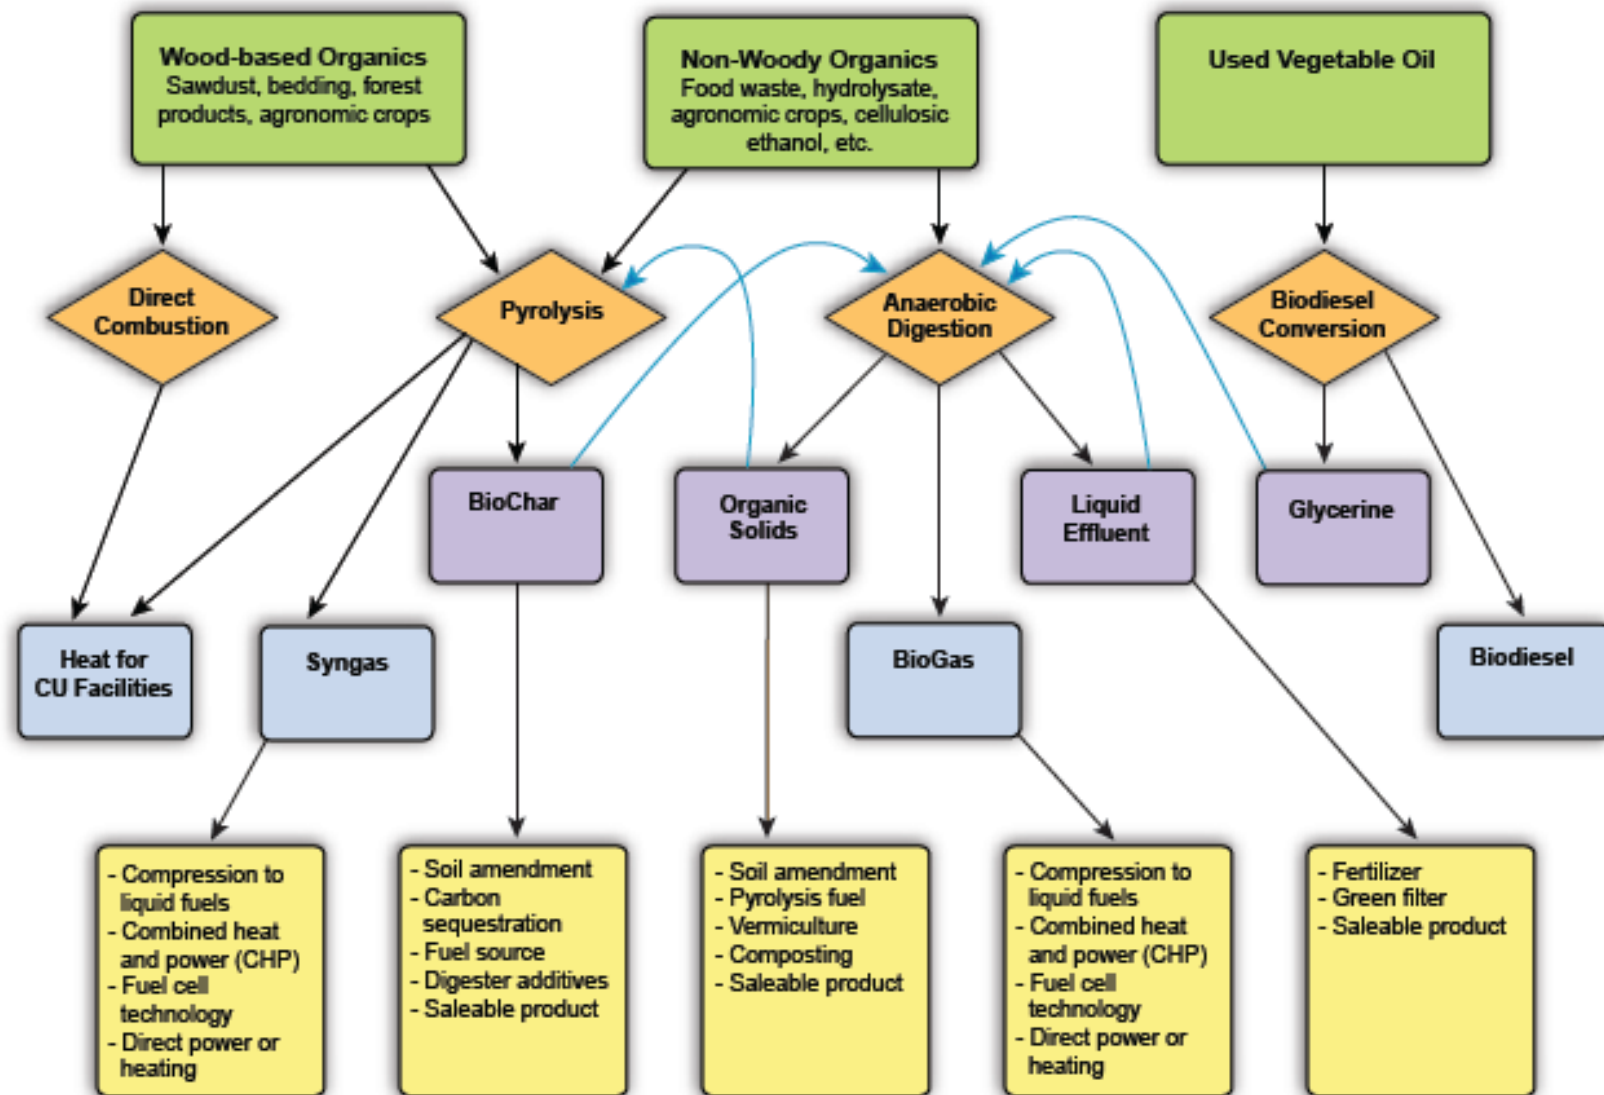 Wood-based Organics
Sawdust, bedding, forest
products, agronomic crops
Non-Woody Organics
Food waste, hydrolysate,
agronomic crops, cellulosic
ethanol, etc.
Used Vegetable Oil
Direct
Combustion
Pyrolysis
Anaerobic
Digestion
Biodiesel
Conversion
BioChar
Organic
Solids
Liquid
Effluent
Glycerine
Heat for
CU Facilities
Syngas
BioGas
Biodiesel
- Compression to
liquid fuels
- Combined heat
and power (CHP)
- Fuel cell
technology
- Direct power or
heating
- Soil amendment
- Carbon
sequestration
- Fuel source
- Digester additives
- Saleable product
- Soil amendment
- Pyrolysis fuel
- Vermiculture
- Composting
- Saleable product
- Compression to
liquid fuels
- Combined heat
and power (CHP)
- Fuel cell
technology
- Direct power or
heating
- Fertilizer
- Green filter
- Saleable product